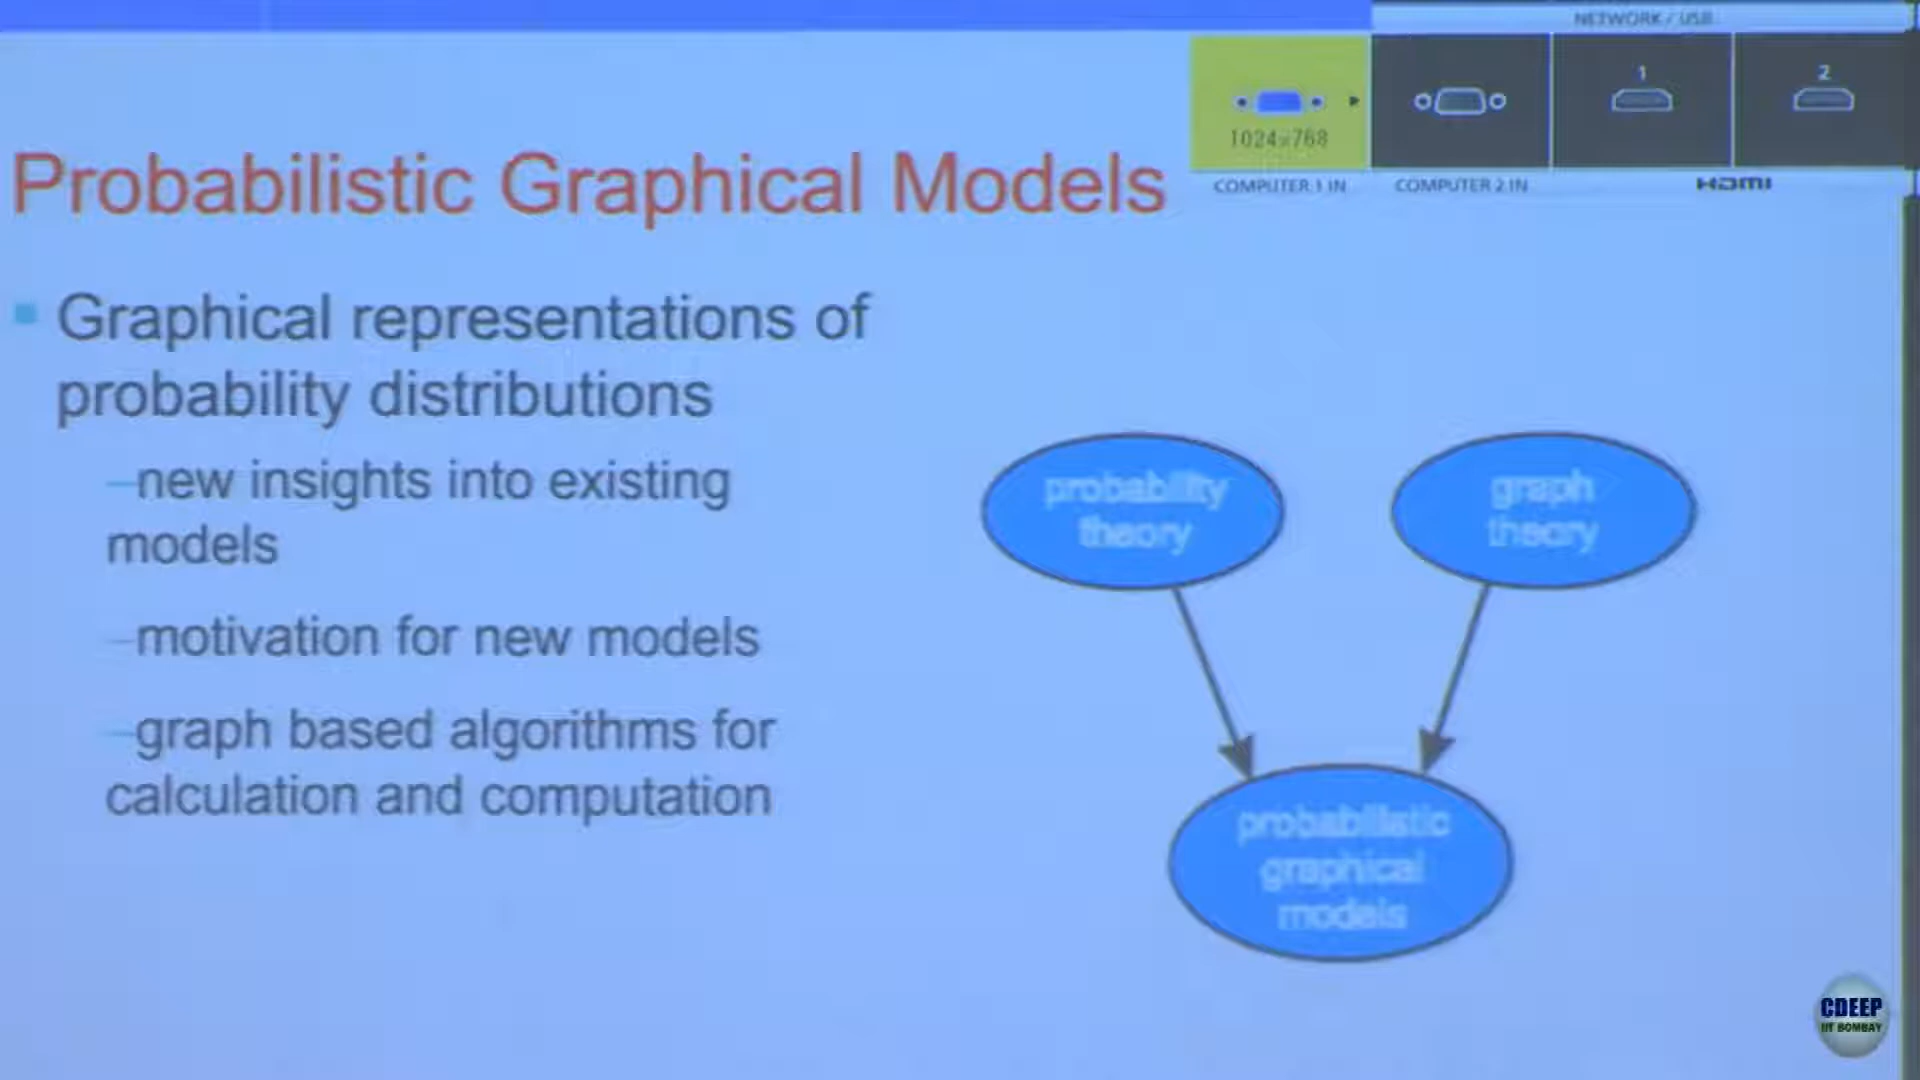 NETWORK / USB
1
2
1024x768
COMPUTER 1 IN
COMPUTER 2 IN
HDMI
Probabilistic Graphical Models
Graphical representations of
probability distributions
–new insights into existing
models
–motivation for new models
–graph based algorithms for
calculation and computation
probability
theory
graph
theory
probabilistic
graphical
models
CDEEP
IIT BOMBAY